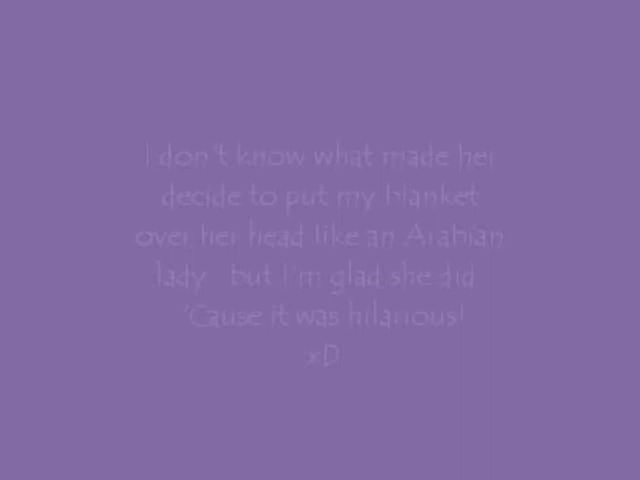 I don't know what made her
decide to put my blanket
over her head like an Arabian
lady but I'm glad she did
'Cause it was hilarious!
xD